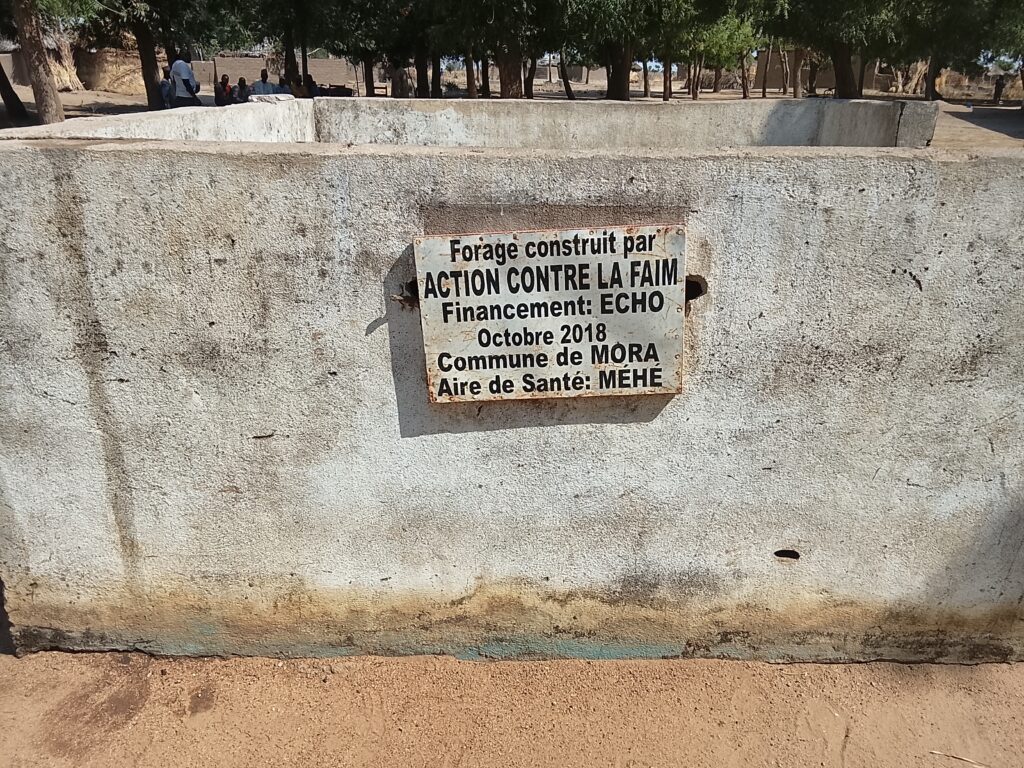 Forage construit par
ACTION CONTRE LA FAIM
Financement: ECHO
Octobre 2018
Commune de MORA
Aire de Santé: MÉHÉ